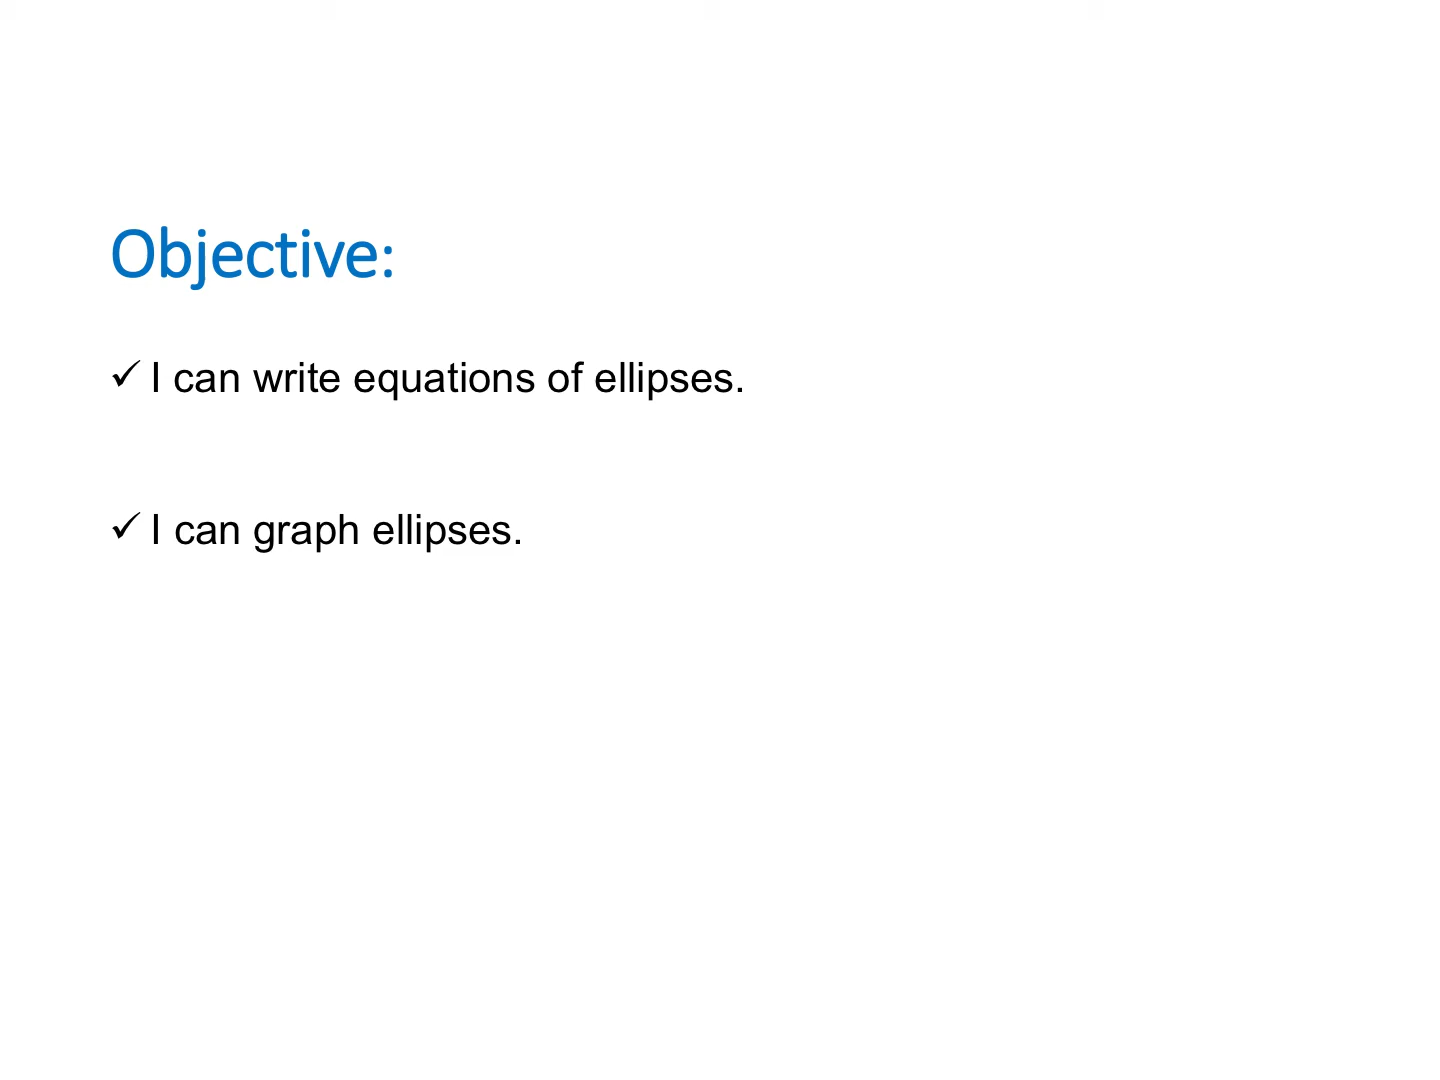 Objective:
✓ I can write equations of ellipses.
✓ I can graph ellipses.